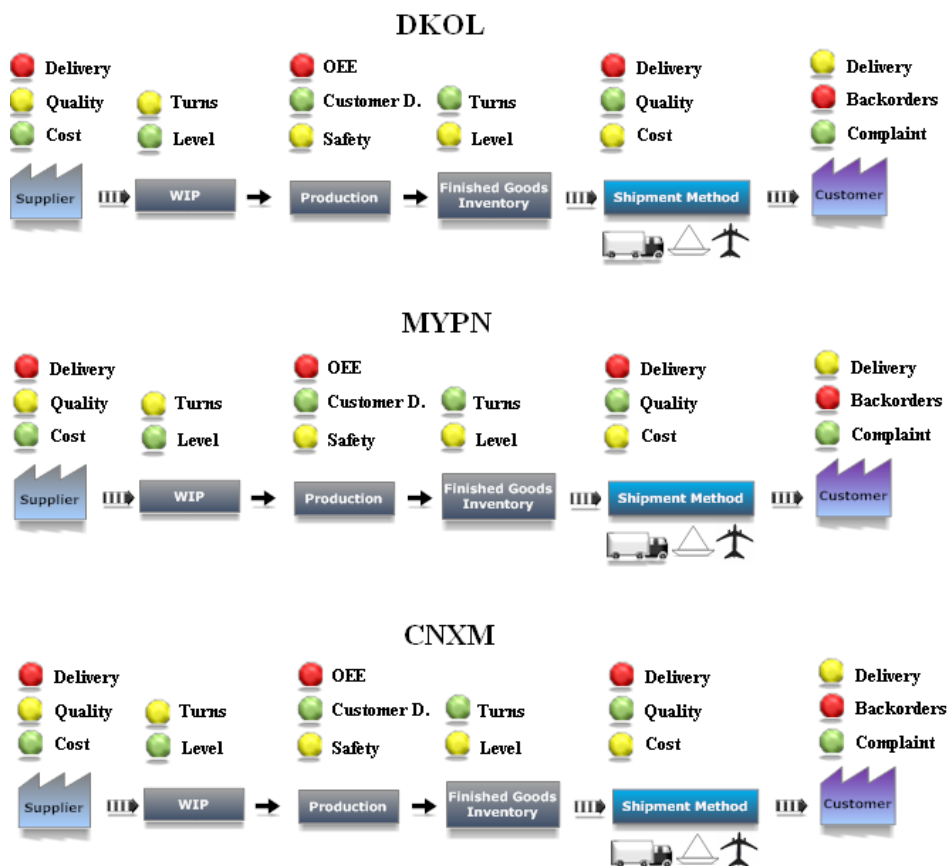 DKOL
Delivery OEE Delivery Delivery
Quality Turns Customer D. Turns Quality Backorders
Cost Level Safety Level Cost Complaint
Supplier WIP Production Finished Goods Inventory Shipment Method Customer
MYPN
Delivery OEE Delivery Delivery
Quality Turns Customer D. Turns Quality Backorders
Cost Level Safety Level Cost Complaint
Supplier WIP Production Finished Goods Inventory Shipment Method Customer
CNXM
Delivery OEE Delivery Delivery
Quality Turns Customer D. Turns Quality Backorders
Cost Level Safety Level Cost Complaint
Supplier WIP Production Finished Goods Inventory Shipment Method Customer